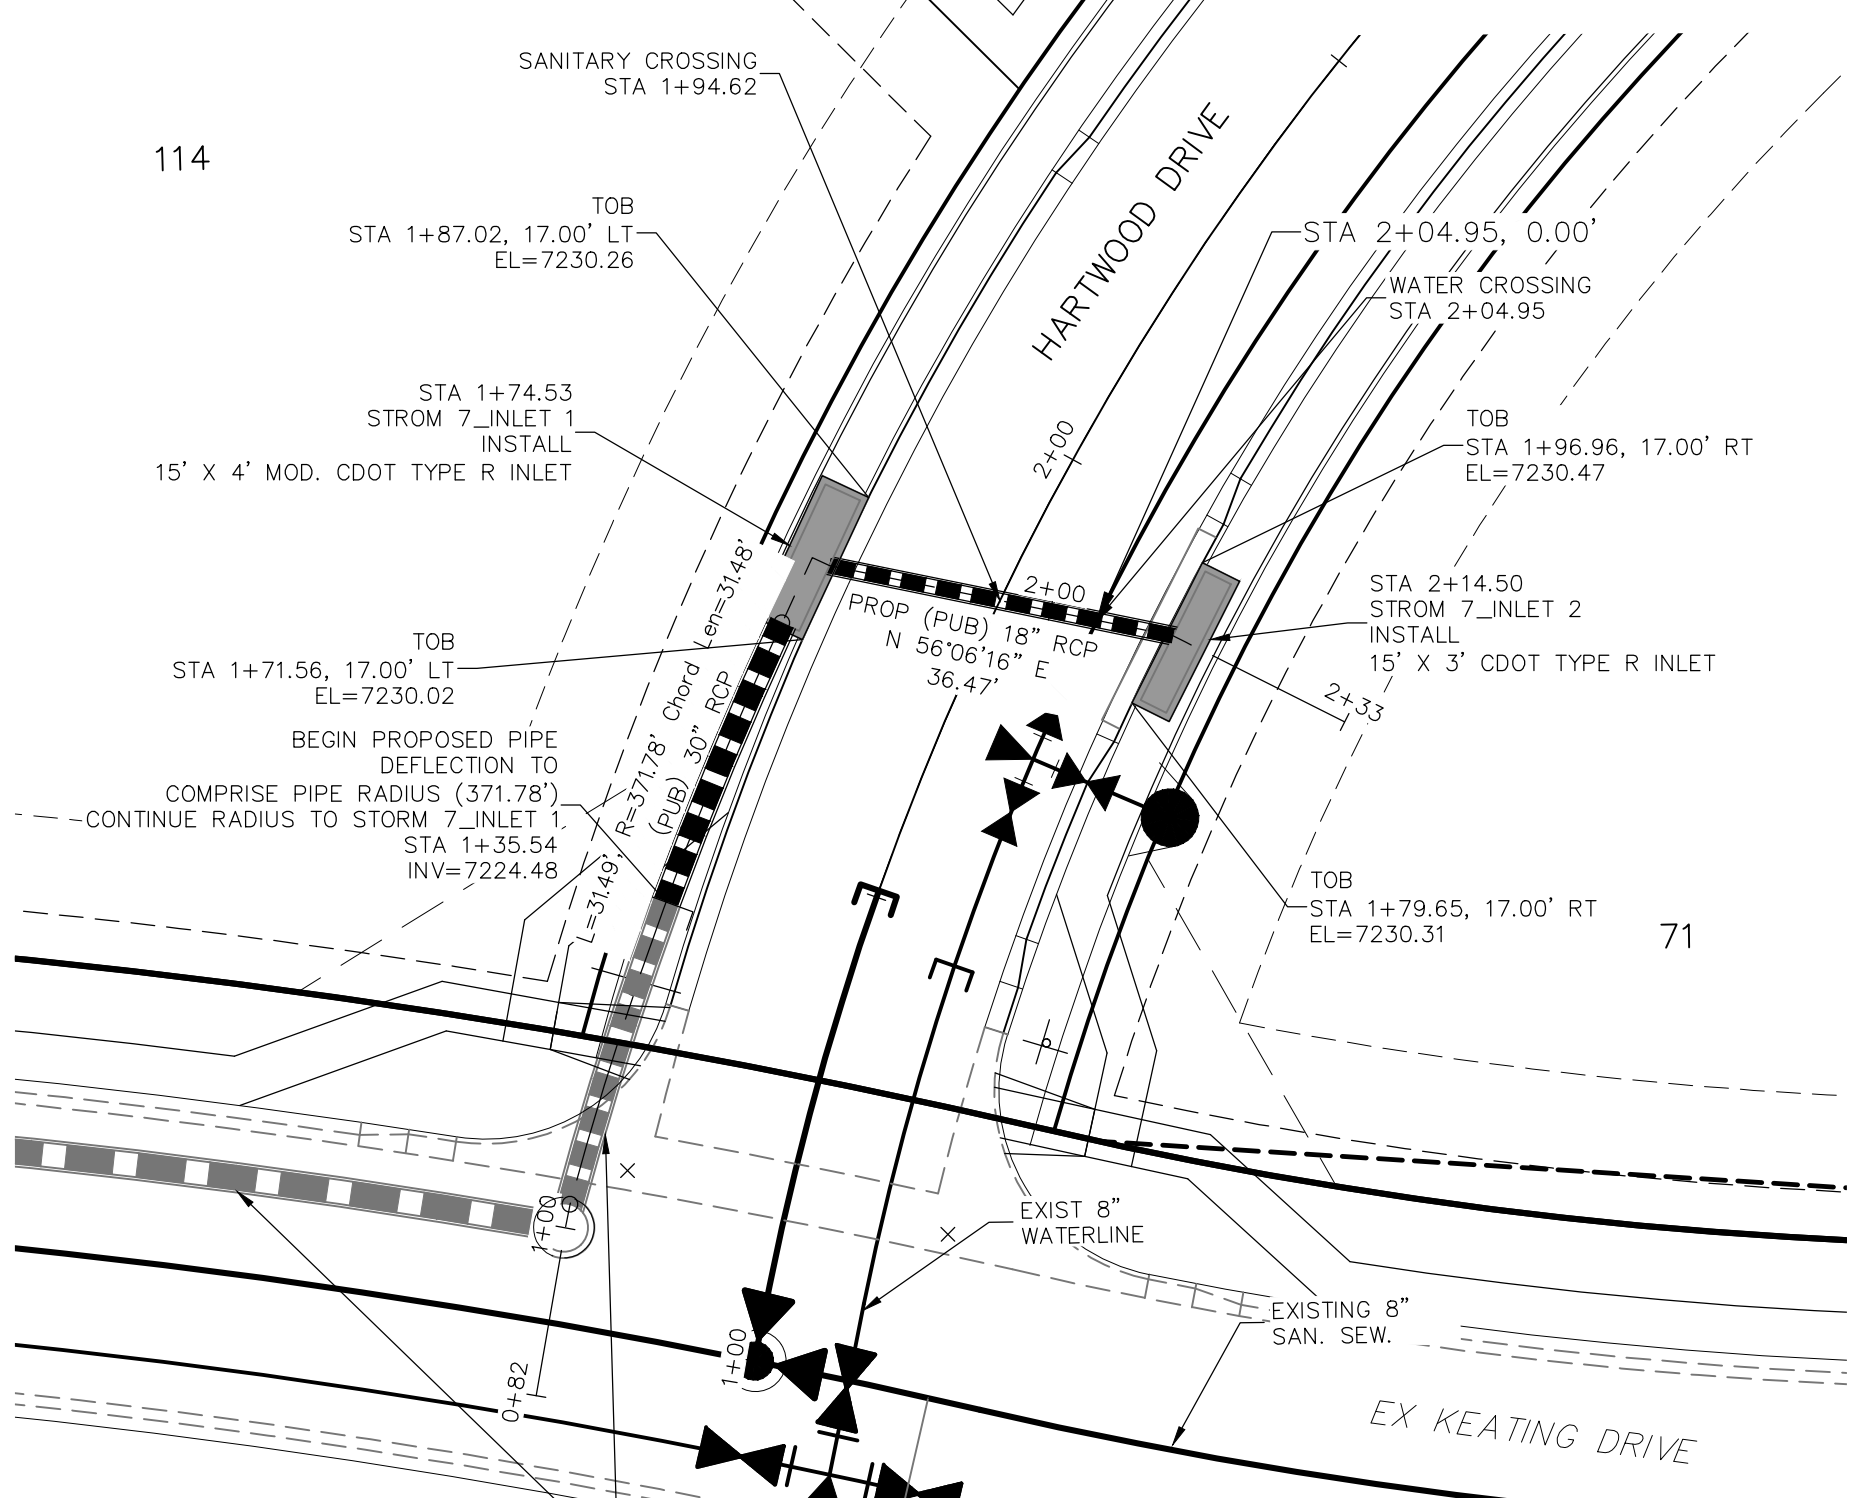 SANITARY CROSSING
STA 1+94.62
114
TOB
STA 1+87.02, 17.00' LT
EL=7230.26
HARTWOOD DRIVE
STA 2+04.95, 0.00'
WATER CROSSING
STA 2+04.95
STA 1+74.53
STROM 7_INLET 1
INSTALL
15' X 4' MOD. CDOT TYPE R INLET
2+00
TOB
STA 1+96.96, 17.00' RT
EL=7230.47
2+00
PROP (PUB) 18" RCP
N 56°06'16" E
36.47'
STA 2+14.50
STROM 7_INLET 2
INSTALL
15' X 3' CDOT TYPE R INLET
2+33
TOB
STA 1+71.56, 17.00' LT
EL=7230.02
L=31.49', R=371.78' Chord Len=31.48'
(PUB) 30" RCP
BEGIN PROPOSED PIPE
DEFLECTION TO
COMPRISE PIPE RADIUS (371.78')
CONTINUE RADIUS TO STORM 7_INLET 1
STA 1+35.54
INV=7224.48
TOB
STA 1+79.65, 17.00' RT
EL=7230.31
71
1+00
EXIST 8"
WATERLINE
EXISTING 8"
SAN. SEW.
1+00
0+82
EX KEATING DRIVE